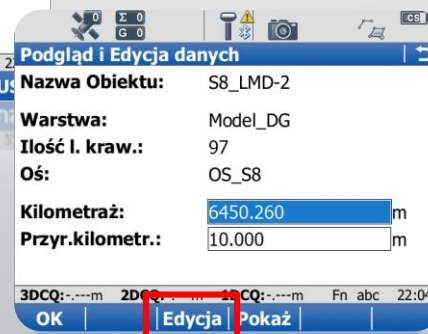 0 Σ 0
G 0
CS
Podgląd i Edycja danych
Nazwa Obiektu: S8_LMD-2
Warstwa: Model_DG
Ilość l. kraw.: 97
Oś: OS_S8
Kilometraż: 6450.260 m
Przyr.kilometr.: 10.000 m
3DCQ:-.---m 2DCQ:-.---m 1DCQ:-.---m Fn abc 22:04
OK Edycja Pokaż